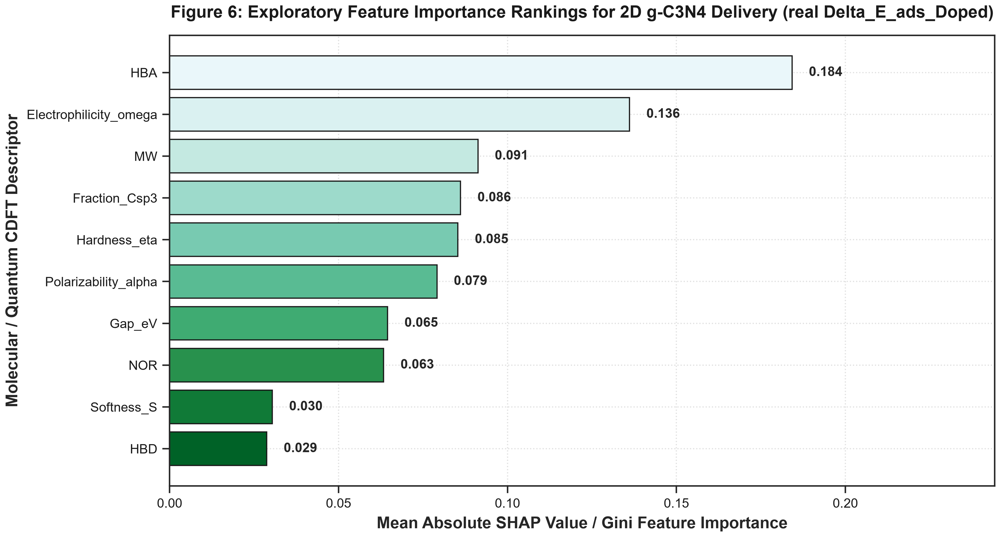 Figure 6: Exploratory Feature Importance Rankings for 2D g-C3N4 Delivery (real Delta_E_ads_Doped)
Molecular / Quantum CDFT Descriptor
HBA 0.184
Electrophilicity_omega 0.136
MW 0.091
Fraction_Csp3 0.086
Hardness_eta 0.085
Polarizability_alpha 0.079
Gap_eV 0.065
NOR 0.063
Softness_S 0.030
HBD 0.029
0.00 0.05 0.10 0.15 0.20
Mean Absolute SHAP Value / Gini Feature Importance